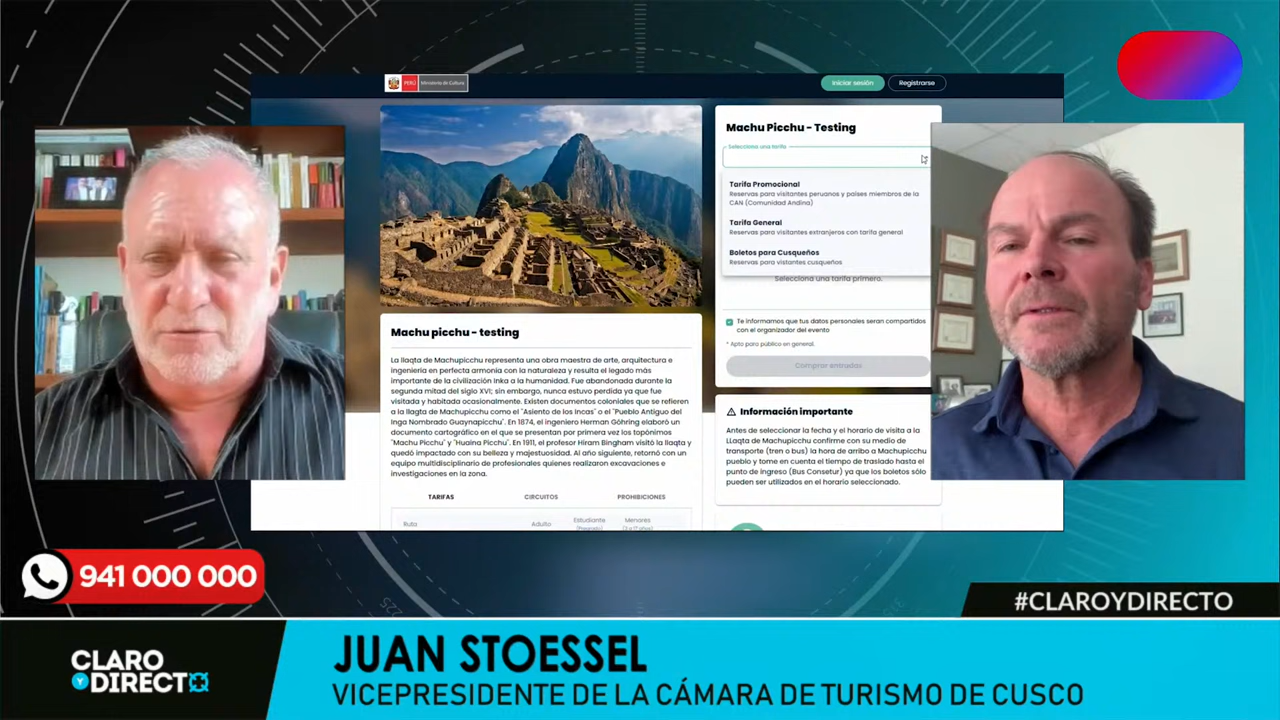 PERÚ
Ministerio de Cultura
Iniciar sesión
Registrarse
Machu Picchu - Testing
Selecciona una tarifa
Tarifa Promocional
Reservas para visitantes peruanos y países miembros de la
CAN (Comunidad Andina)
Tarifa General
Reservas para visitantes extranjeros con tarifa general
Boletos para Cusqueños
Reservas para vistantes cusqueños
Selecciona una tarifa primero.
Te informamos que tus datos personales seran compartidos
con el organizador del evento
* Apto para público en general.
Comprar entradas
Información importante
Antes de seleccionar la fecha y el horario de visita a la
LLaqta de Machupicchu confirme con su medio de
transporte (tren o bus) la hora de arribo a Machupicchu
pueblo y tome en cuenta el tiempo de traslado hasta el
punto de ingreso (Bus Consetur) ya que los boletos sólo
pueden ser utilizados en el horario seleccionado.
Machu picchu - testing
La llaqta de Machupicchu representa una obra maestra de arte, arquitectura e
ingeniería en perfecta armonía con la naturaleza y resulta el legado más
importante de la civilización Inka a la humanidad. Fue abandonada durante la
segunda mitad del siglo XVI; sin embargo, nunca estuvo perdida ya que fue
visitada y habitada ocasionalmente. Existen documentos coloniales que se refieren
a la llaqta de Machupicchu como el "Asiento de los Incas" o el "Pueblo Antiguo del
Inga Nombrado Guaynapicchu". En 1874, el ingeniero Herman Göhring elaboró un
documento cartográfico en el que se presentan por primera vez los topónimos
"Machu Picchu" y "Huaina Picchu". En 1911, el profesor Hiram Bingham visitó la llaqta y
quedó impactado con su belleza y majestuosidad. Al año siguiente, retornó con un
equipo multidisciplinario de profesionales quienes realizaron excavaciones e
investigaciones en la zona.
TARIFAS CIRCUITOS PROHIBICIONES
Ruta Adulto Estudiante Menores
(Pregrado)
941 000 000
#CLAROYDIRECTO
CLARO
Y DIRECTO
JUAN STOESSEL
VICEPRESIDENTE DE LA CÁMARA DE TURISMO DE CUSCO